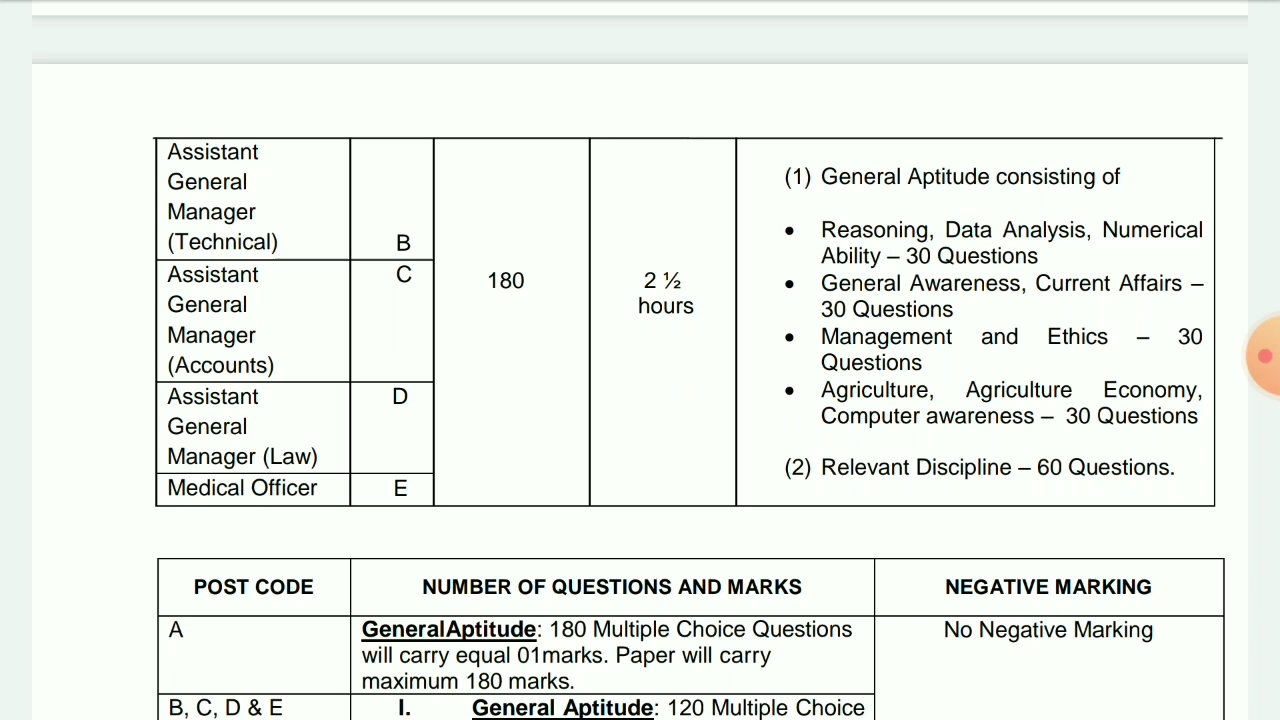 Assistant
General
Manager
(Technical)
B
Assistant
General
Manager
(Accounts)
C
Assistant
General
Manager (Law)
D
Medical Officer
E
180
2 ½
hours
(1) General Aptitude consisting of
• Reasoning, Data Analysis, Numerical
Ability – 30 Questions
• General Awareness, Current Affairs –
30 Questions
• Management and Ethics – 30
Questions
• Agriculture, Agriculture Economy,
Computer awareness – 30 Questions
(2) Relevant Discipline – 60 Questions.
POST CODE
NUMBER OF QUESTIONS AND MARKS
NEGATIVE MARKING
A
GeneralAptitude: 180 Multiple Choice Questions
will carry equal 01marks. Paper will carry
maximum 180 marks.
No Negative Marking
B, C, D & E
I. General Aptitude: 120 Multiple Choice